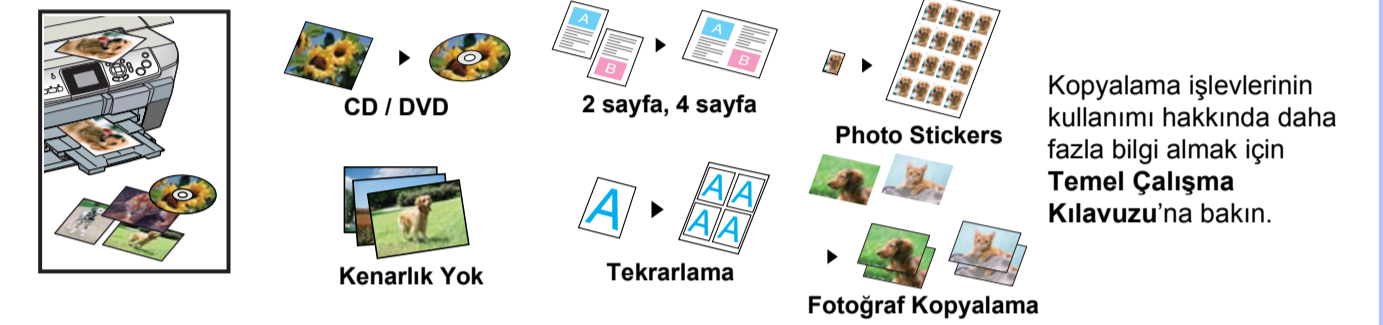 CD / DVD
A
B
A
B
2 sayfa, 4 sayfa
Photo Stickers
Kenarlık Yok
A
A A
A A
Tekrarlama
Fotoğraf Kopyalama
Kopyalama işlevlerinin
kullanımı hakkında daha
fazla bilgi almak için
Temel Çalışma
Kılavuzu’na bakın.